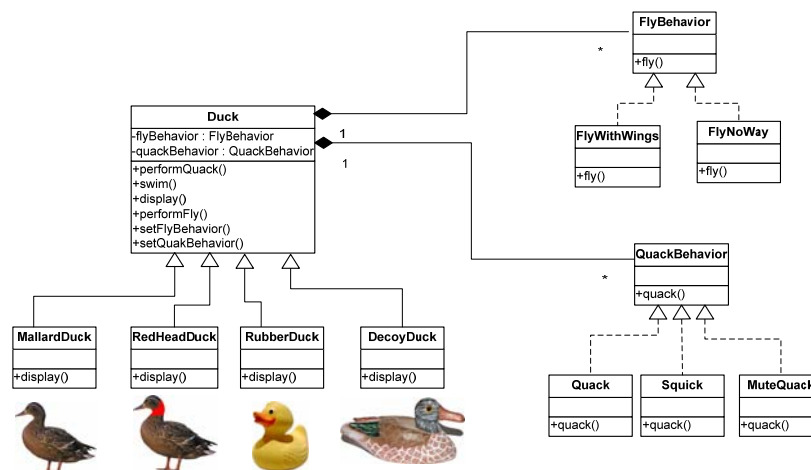 FlyBehavior
+fly()
*
Duck
-flyBehavior : FlyBehavior
-quackBehavior : QuackBehavior
1
1
+performQuack()
+swim()
+display()
+performFly()
+setFlyBehavior()
+setQuakBehavior()
FlyWithWings
+fly()
FlyNoWay
+fly()
QuackBehavior
+quack()
*
MallardDuck
+display()
RedHeadDuck
+display()
RubberDuck
+display()
DecoyDuck
+display()
Quack
+quack()
Squick
+quack()
MuteQuack
+quack()